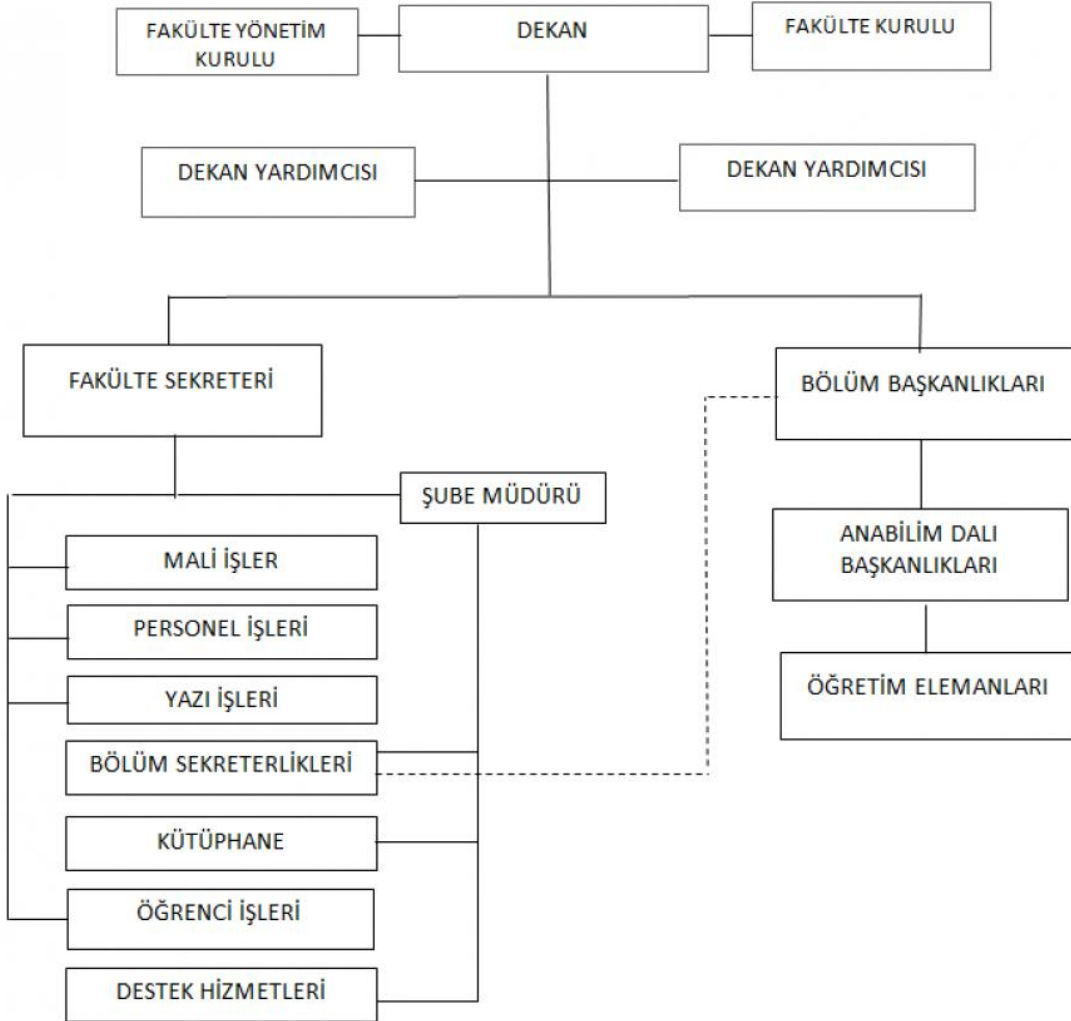 FAKÜLTE YÖNETİM
KURULU
DEKAN
FAKÜLTE KURULU
DEKAN YARDIMCISI
DEKAN YARDIMCISI
FAKÜLTE SEKRETERİ
BÖLÜM BAŞKANLIKLARI
ŞUBE MÜDÜRÜ
MALİ İŞLER
PERSONEL İŞLERİ
YAZI İŞLERİ
BÖLÜM SEKRETERLİKLERİ
KÜTÜPHANE
ÖĞRENCİ İŞLERİ
DESTEK HİZMETLERİ
ANABİLİM DALI
BAŞKANLIKLARI
ÖĞRETİM ELEMANLARI